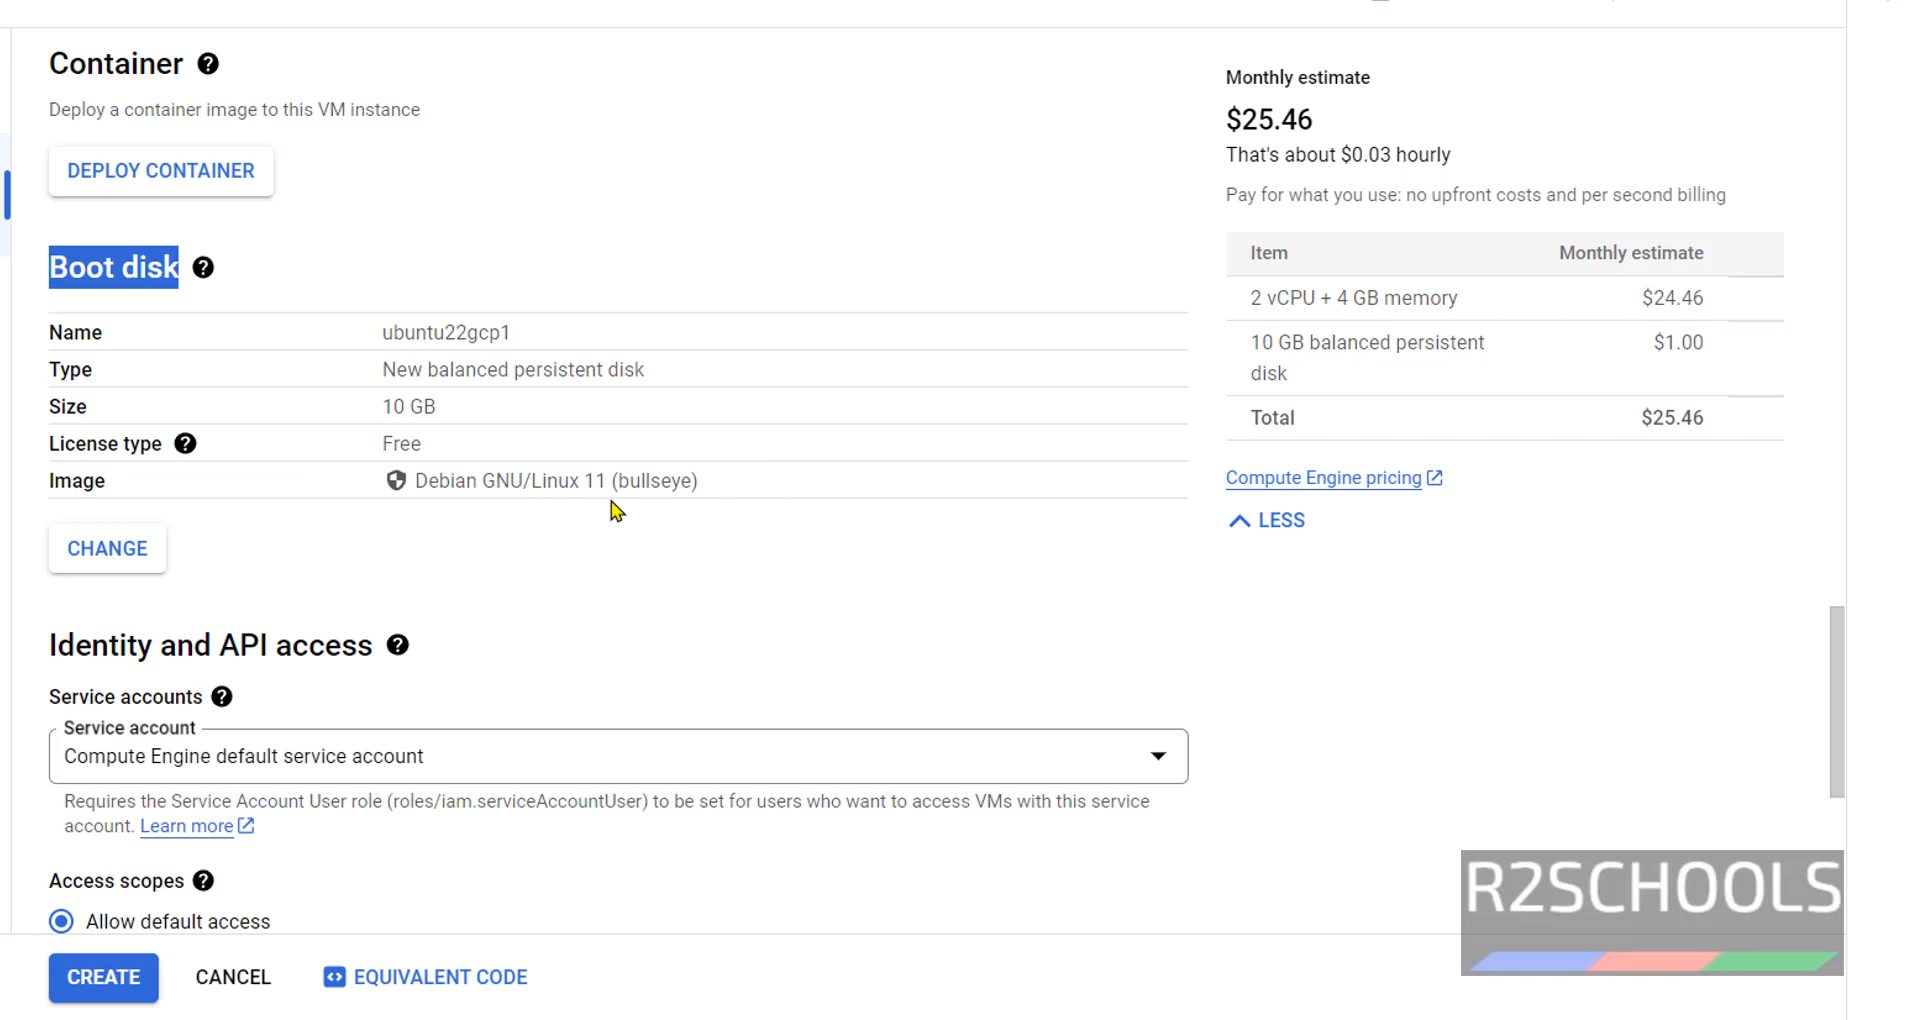 Container
Deploy a container image to this VM instance
DEPLOY CONTAINER
Boot disk
Name ubuntu22gcp1
Type New balanced persistent disk
Size 10 GB
License type Free
Image Debian GNU/Linux 11 (bullseye)
CHANGE
Identity and API access
Service accounts
Service account
Compute Engine default service account
Requires the Service Account User role (roles/iam.serviceAccountUser) to be set for users who want to access VMs with this service
account. Learn more
Access scopes
Allow default access
CREATE CANCEL EQUIVALENT CODE
Monthly estimate
$25.46
That's about $0.03 hourly
Pay for what you use: no upfront costs and per second billing
Item Monthly estimate
2 vCPU + 4 GB memory $24.46
10 GB balanced persistent $1.00
disk
Total $25.46
Compute Engine pricing
LESS
R2SCHOOLS